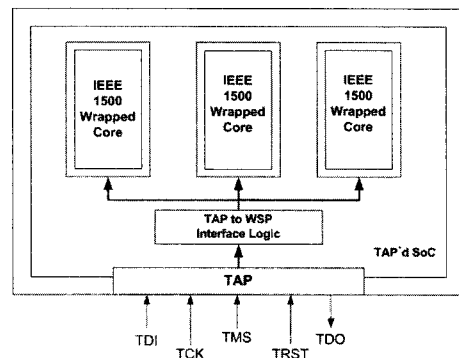 IEEE
1500
Wrapped
Core
IEEE
1500
Wrapped
Core
IEEE
1500
Wrapped
Core
TAP to WSP
Interface Logic
TAP`d SoC
TAP
TDI
TCK
TMS
TRST
TDO